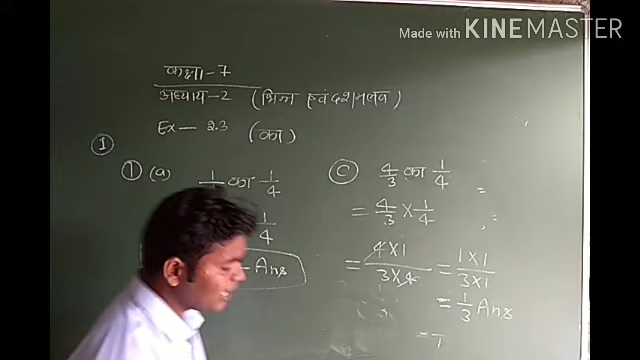 Made with KINEMASTER
कक्षा-7
अध्याय-2 (भिन्न एवं दशमलव)
Ex- 2.3 (का)
①
① (a) 1/ का 1/4
1/4
Ans
Ⓒ 4/3 का 1/4
= 4/3 × 1/4
= 4×1/3×4 = 1×1/3×1
= 1/3 Ans
=